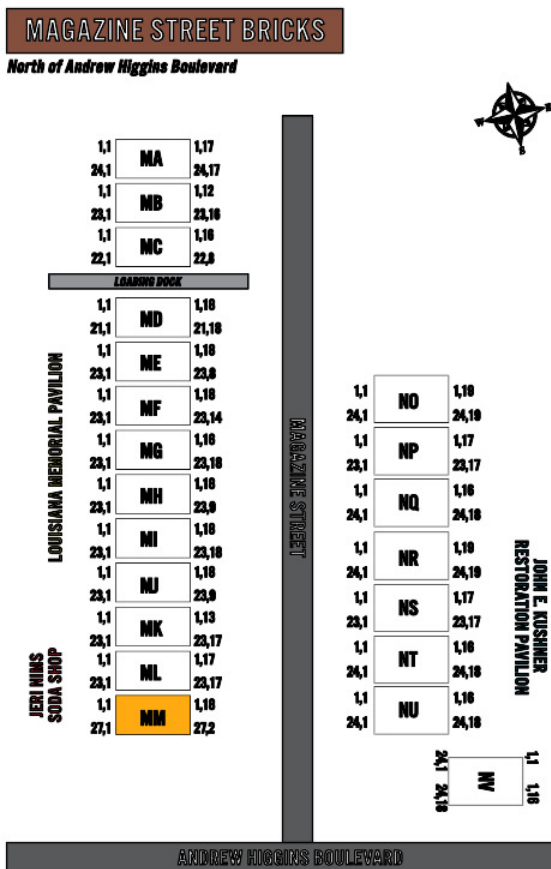 MAGAZINE STREET BRICKS
North of Andrew Higgins Boulevard
N
W
E
S
1,1 MA 1,17
24,1 24,17
1,1 MB 1,12
23,1 23,16
1,1 MC 1,16
22,1 22,8
LOADING DOCK
1,1 MD 1,18
21,1 21,18
1,1 ME 1,18
23,1 23,8
1,1 MF 1,18
23,1 23,14
1,1 MG 1,16
23,1 23,18
1,1 MH 1,18
23,1 23,9
1,1 MI 1,18
23,1 23,18
1,1 MJ 1,18
23,1 23,9
1,1 MK 1,13
23,1 23,17
1,1 ML 1,17
23,1 23,17
1,1 MM 1,18
27,1 27,2
LOUISIANA MEMORIAL PAVILION
JERI NIMS
SODA SHOP
MAGAZINE STREET
1,1 NO 1,19
24,1 24,19
1,1 NP 1,17
23,1 23,17
1,1 NQ 1,16
24,1 24,18
1,1 NR 1,19
24,1 24,19
1,1 NS 1,17
23,1 23,17
1,1 NT 1,16
24,1 24,18
1,1 NU 1,16
24,1 24,18
JOHN E. KUSHNER
RESTORATION PAVILION
1,1 NV 1,18
24,1 24,18
ANDREW HIGGINS BOULEVARD